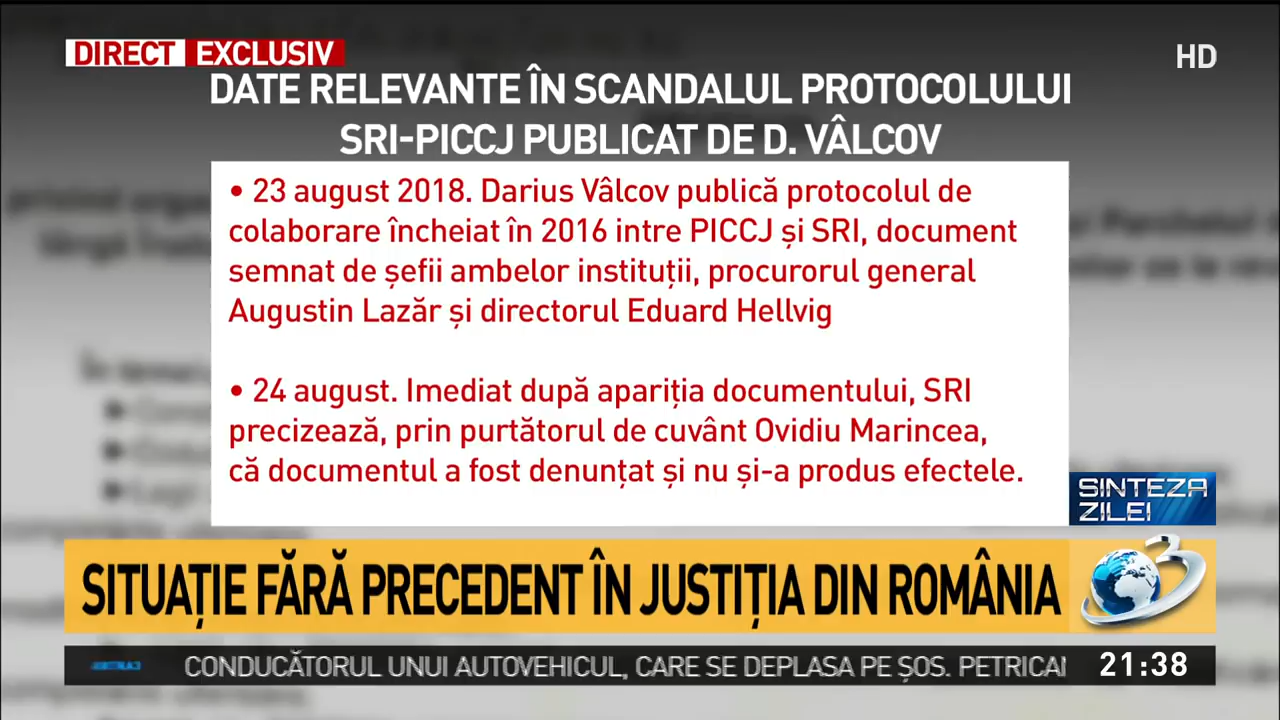 DIRECT EXCLUSIV
HD
DATE RELEVANTE ÎN SCANDALUL PROTOCOLULUI
SRI-PICCJ PUBLICAT DE D. VÂLCOV
• 23 august 2018. Darius Vâlcov publică protocolul de
colaborare încheiat în 2016 intre PICCJ și SRI, document
semnat de șefii ambelor instituții, procurorul general
Augustin Lazăr și directorul Eduard Hellvig
• 24 august. Imediat după apariția documentului, SRI
precizează, prin purtătorul de cuvânt Ovidiu Marincea,
că documentul a fost denunțat și nu și-a produs efectele.
SINTEZA
ZILEI
SITUAȚIE FĂRĂ PRECEDENT ÎN JUSTIȚIA DIN ROMÂNIA
3
CONDUCĂTORUL UNUI AUTOVEHICUL, CARE SE DEPLASA PE ȘOS. PETRICANI
21:38